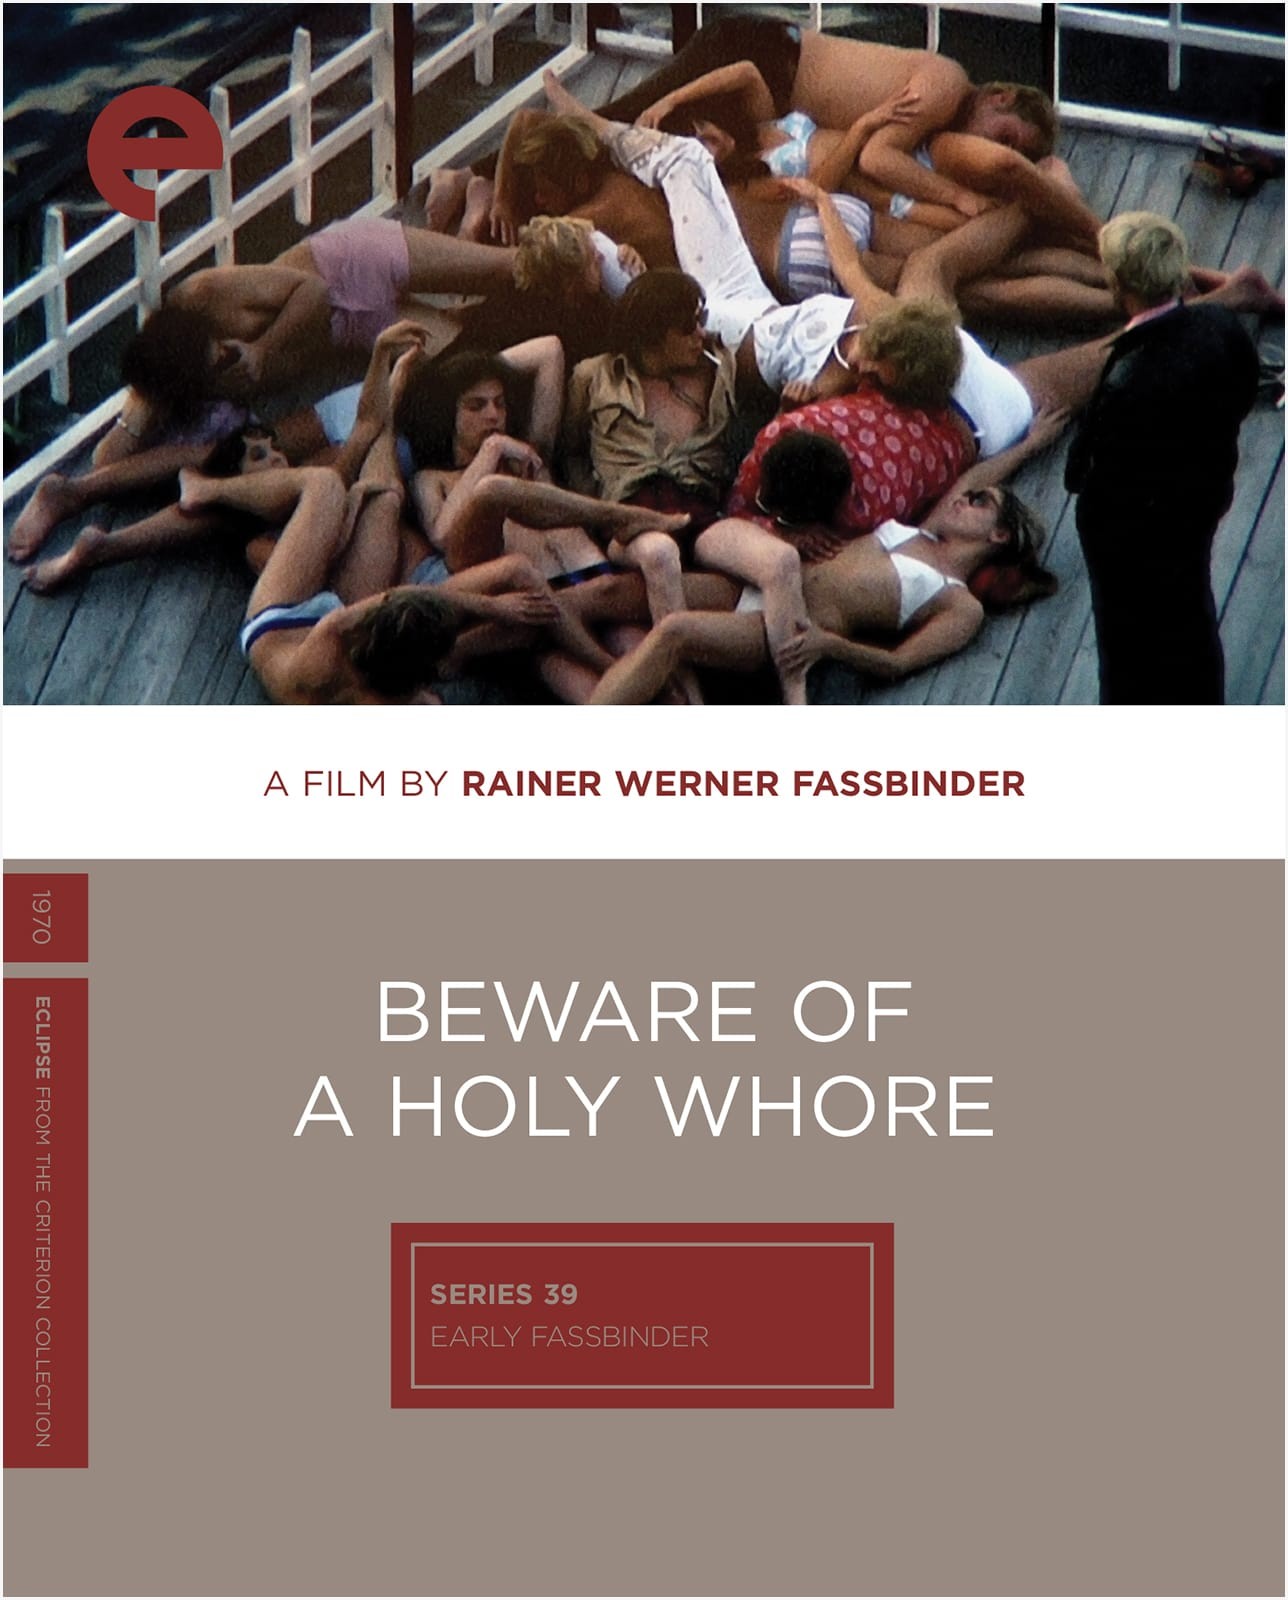 e
A FILM BY RAINER WERNER FASSBINDER
1970
ECLIPSE FROM THE CRITERION COLLECTION
BEWARE OF
A HOLY WHORE
SERIES 39
EARLY FASSBINDER